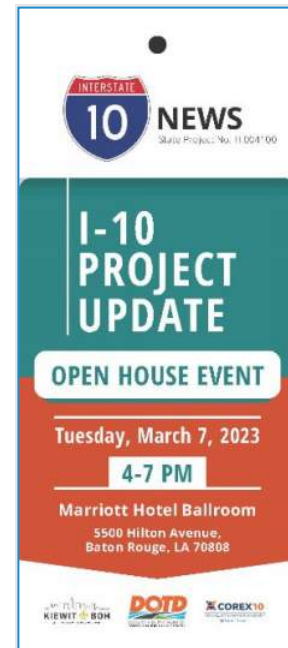 INTERSTATE
10
NEWS
State Project No. H.004100
I-10
PROJECT
UPDATE
OPEN HOUSE EVENT
Tuesday, March 7, 2023
4-7 PM
Marriott Hotel Ballroom
5500 Hilton Avenue,
Baton Rouge, LA 70808
KIEWIT BOH
DOTD
COREX10